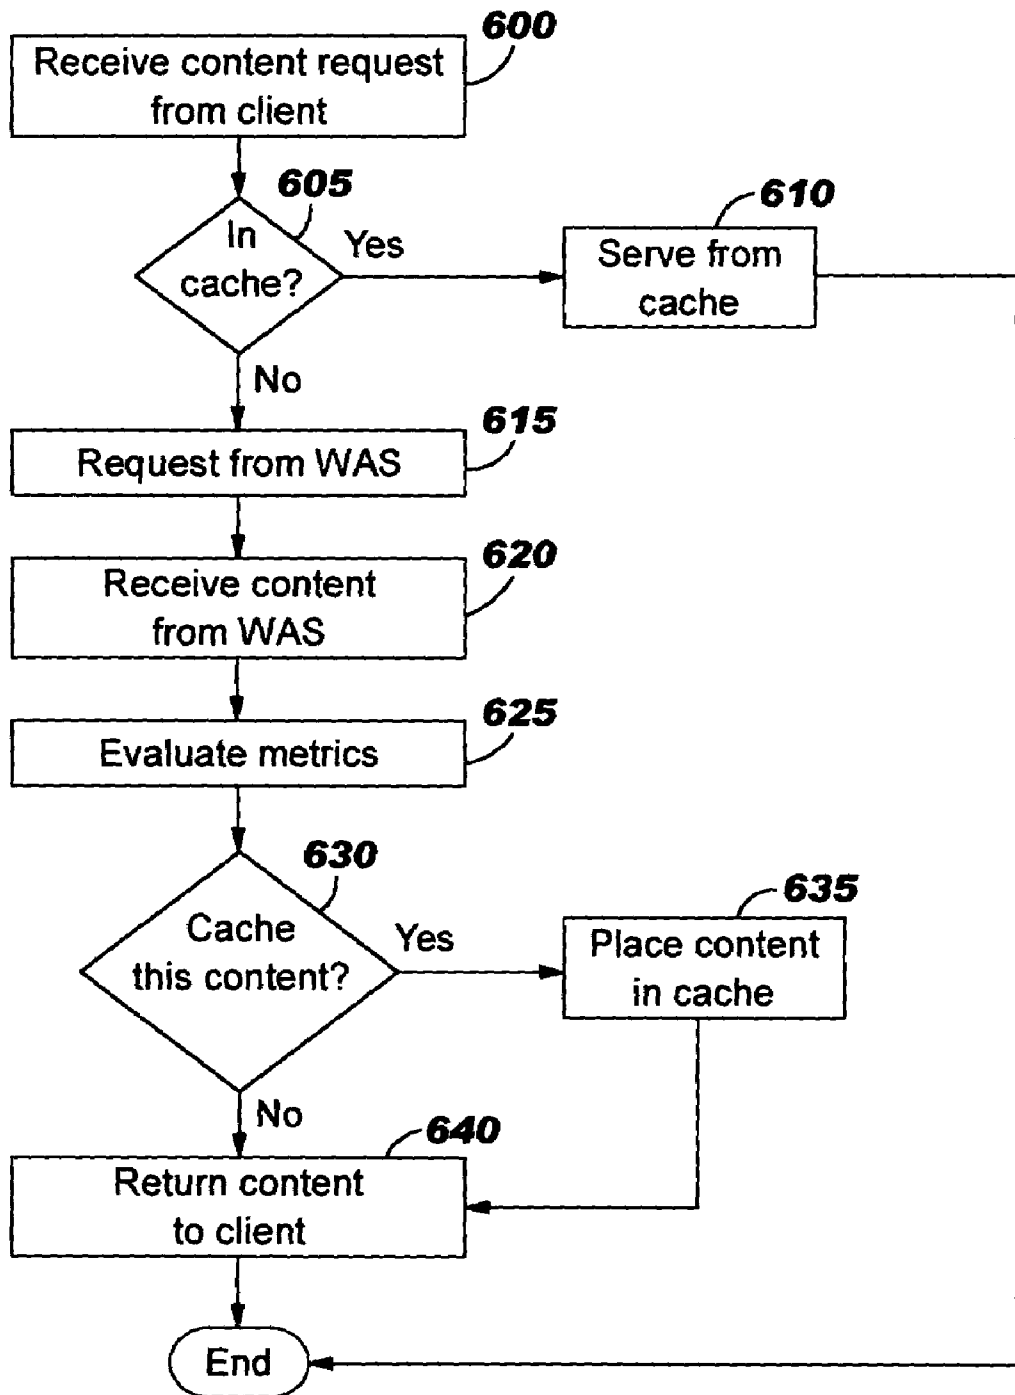 600
Receive content request
from client
605
In
cache?
Yes
610
Serve from
cache
No
615
Request from WAS
620
Receive content
from WAS
625
Evaluate metrics
630
Cache
this content?
Yes
635
Place content
in cache
No
640
Return content
to client
End